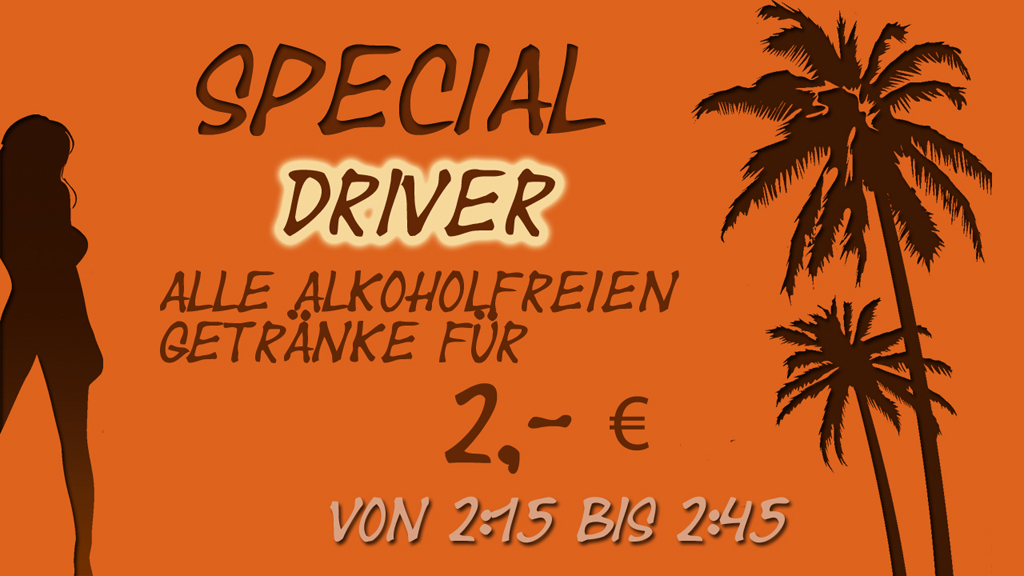 SPECIAL
DRIVER
ALLE ALKOHOLFREIEN
GETRÄNKE FÜR
2,- €
VON 2:15 BIS 2:45